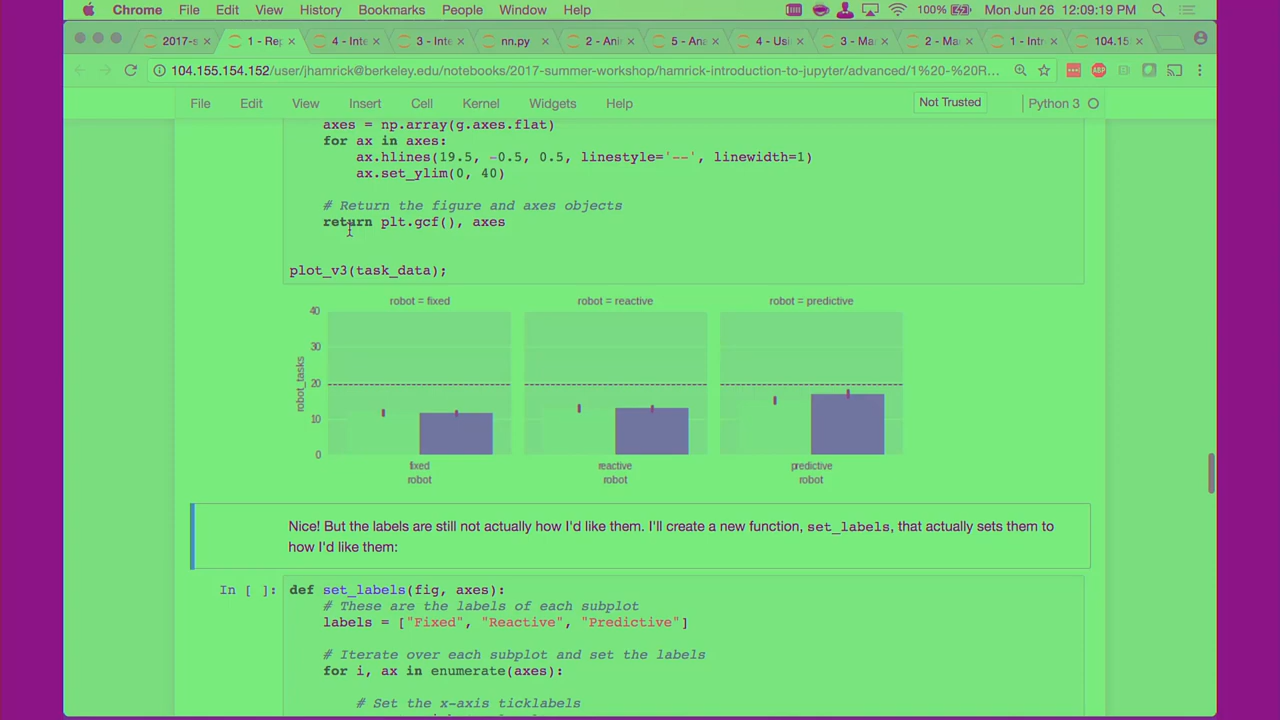 Chrome File Edit View History Bookmarks People Window Help 100% Mon Jun 26 12:09:19 PM
2017-s 1 - Rep 4 - Inte 3 - Inte nn.py 2 - Ani 5 - Ana 4 - Usi 3 - Ma 2 - Ma 1 - Intr 104.15.
104.155.154.152/user/jhamrick@berkeley.edu/notebooks/2017-summer-workshop/hamrick-introduction-to-jupyter/advanced/1%20-%20R...
File Edit View Insert Cell Kernel Widgets Help Not Trusted Python 3
axes = np.array(g.axes.flat)
for ax in axes:
ax.hlines(19.5, -0.5, 0.5, linestyle='--', linewidth=1)
ax.set_ylim(0, 40)
# Return the figure and axes objects
return plt.gcf(), axes
plot_v3(task_data);
robot = fixed robot = reactive robot = predictive
40
30
20
10
0
robot_tasks
fixed reactive predictive
robot robot robot
Nice! But the labels are still not actually how I'd like them. I'll create a new function, set_labels, that actually sets them to
how I'd like them:
In [ ]: def set_labels(fig, axes):
# These are the labels of each subplot
labels = ["Fixed", "Reactive", "Predictive"]
# Iterate over each subplot and set the labels
for i, ax in enumerate(axes):
# Set the x-axis ticklabels